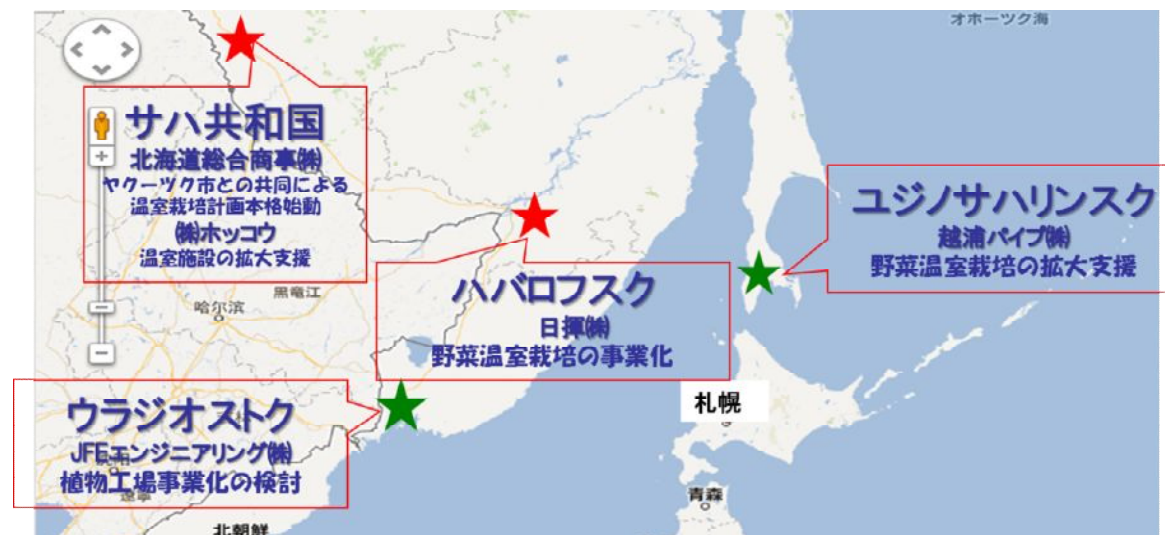 オホーツク海
サハ共和国
北海道総合商事㈱
ヤクーツク市との共同による
温室栽培計画本格始動
㈱ホッコウ
温室施設の拡大支援
ユジノサハリンスク
越浦パイプ㈱
野菜温室栽培の拡大支援
ハバロフスク
日揮㈱
野菜温室栽培の事業化
黒竜江
哈尔滨
ウラジオストク
JFEエンジニアリング㈱
植物工場事業化の検討
辽宁
札幌
青森
北朝鮮